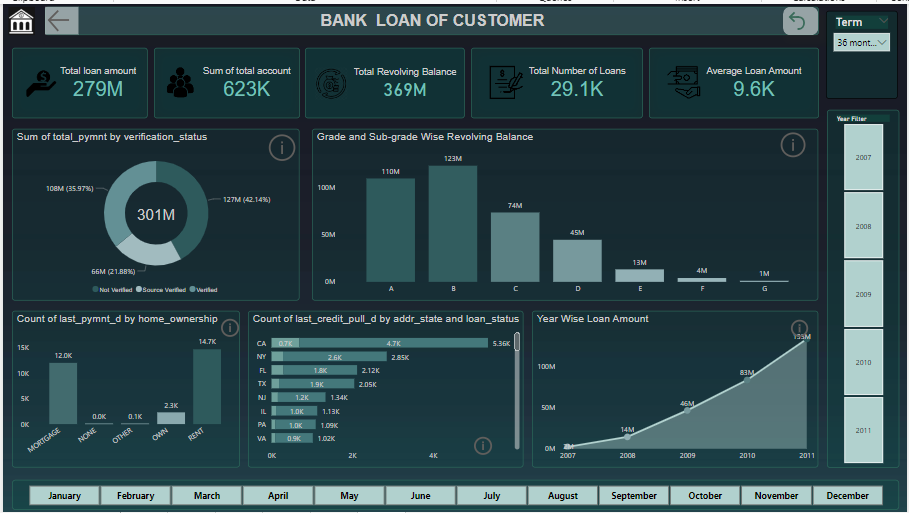 BANK LOAN OF CUSTOMER
Term
36 mont...
Total loan amount
279M
Sum of total account
623K
Total Revolving Balance
369M
Total Number of Loans
29.1K
Average Loan Amount
9.6K
Year Filter
2007
2008
2009
2010
2011
Sum of total_pymnt by verification_status
108M (35.97%)
127M (42.14%)
301M
66M (21.88%)
Not Verified Source Verified Verified
Grade and Sub-grade Wise Revolving Balance
100M
50M
0M
110M
123M
74M
45M
13M
4M
1M
A B C D E F G
Count of last_pymnt_d by home_ownership
15K
10K
5K
0K
12.0K
0.0K
0.1K
2.3K
14.7K
MORTGAGE NONE OTHER OWN RENT
Count of last_credit_pull_d by addr_state and loan_status
CA 0.7K 4.7K 5.36K
NY 2.6K 2.85K
FL 1.8K 2.12K
TX 1.9K 2.05K
NJ 1.2K 1.34K
IL 1.0K 1.13K
PA 1.0K 1.09K
VA 0.9K 1.02K
0K 2K 4K
Year Wise Loan Amount
100M
50M
0M
14M
46M
83M
2007 2008 2009 2010 2011
January February March April May June July August September October November December